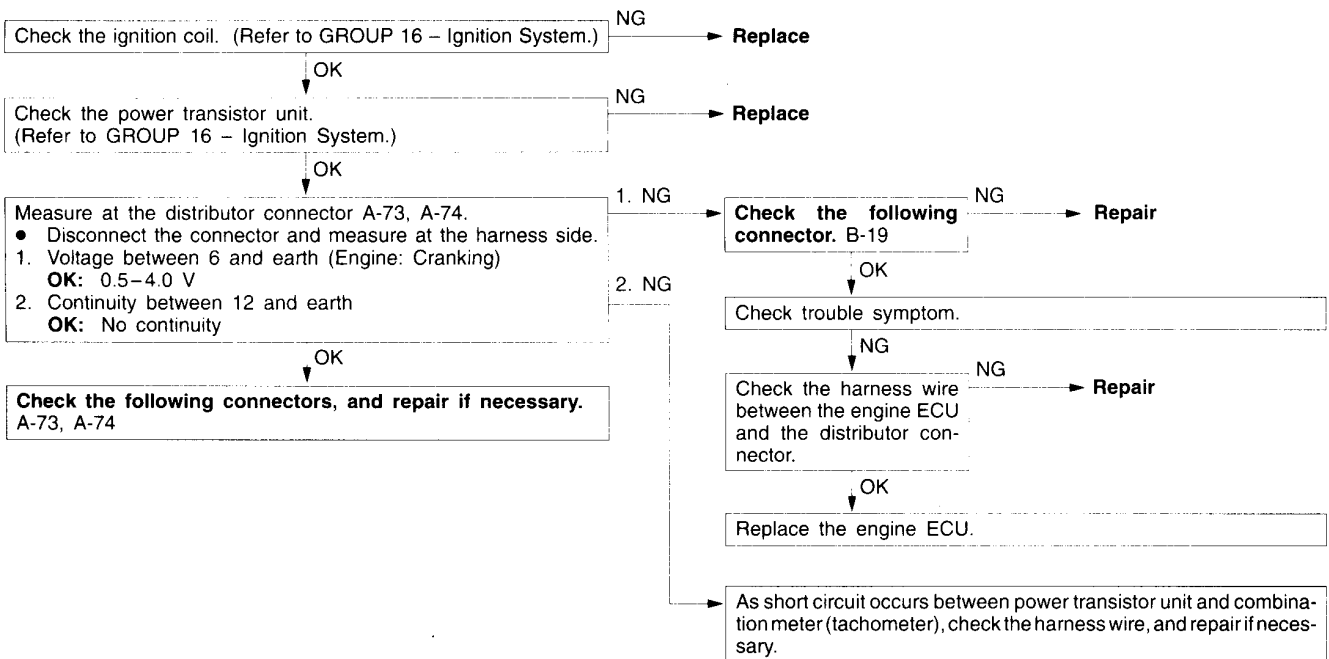 Check the ignition coil. (Refer to GROUP 16 – Ignition System.)
NG
Replace
OK
Check the power transistor unit.
(Refer to GROUP 16 – Ignition System.)
NG
Replace
OK
Measure at the distributor connector A-73, A-74.
● Disconnect the connector and measure at the harness side.
1. Voltage between 6 and earth (Engine: Cranking)
OK: 0.5–4.0 V
2. Continuity between 12 and earth
OK: No continuity
OK
Check the following connectors, and repair if necessary.
A-73, A-74
1. NG
Check the following
connector. B-19
NG
Repair
OK
Check trouble symptom.
NG
Check the harness wire
between the engine ECU
and the distributor con-
nector.
NG
Repair
OK
Replace the engine ECU.
2. NG
As short circuit occurs between power transistor unit and combina-
tion meter (tachometer), check the harness wire, and repair if neces-
sary.